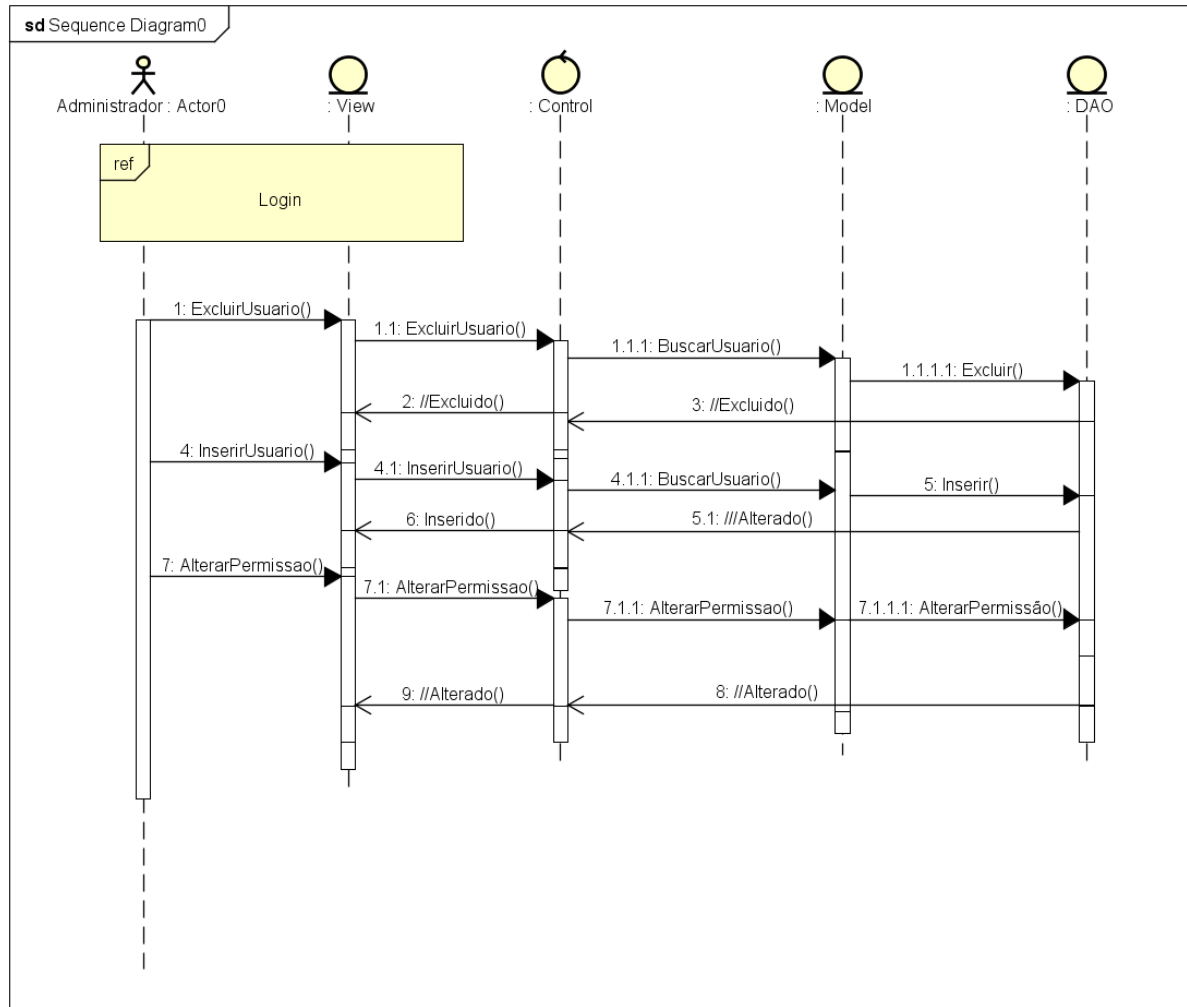 sd Sequence Diagram0
Administrador : Actor0
: View
: Control
: Model
: DAO
ref
Login
1: ExcluirUsuario()
1.1: ExcluirUsuario()
1.1.1: BuscarUsuario()
1.1.1.1: Excluir()
2: //Excluido()
3: //Excluido()
4: InserirUsuario()
4.1: InserirUsuario()
4.1.1: BuscarUsuario()
5: Inserir()
6: Inserido()
5.1: ///Alterado()
7: AlterarPermissao()
7.1: AlterarPermissao()
7.1.1: AlterarPermissao()
7.1.1.1: AlterarPermissão()
9: //Alterado()
8: //Alterado()